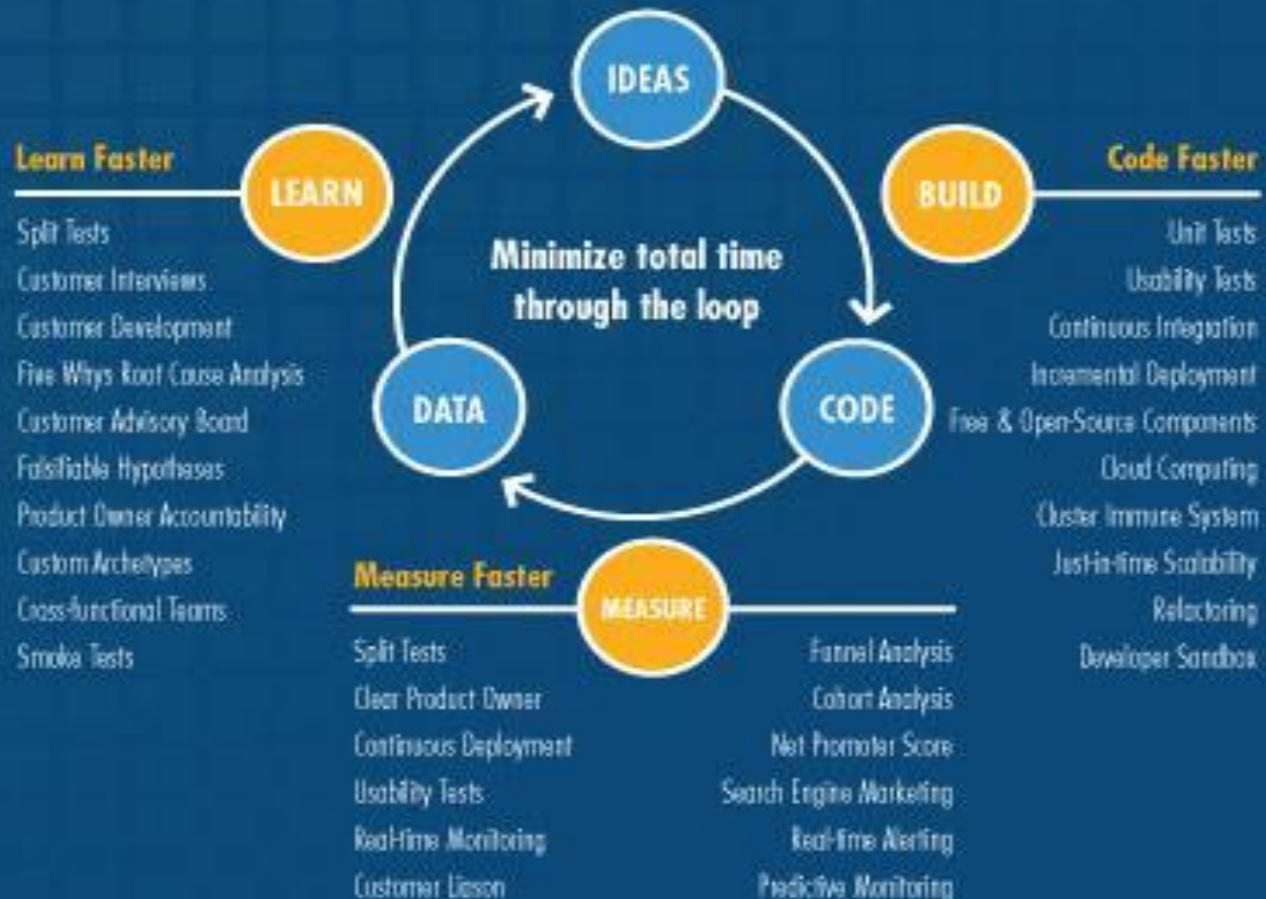 IDEAS
Learn Faster
LEARN
Split Tests
Customer Interviews
Customer Development
Five Whys Root Cause Analysis
Customer Advisory Board
Falsifiable Hypotheses
Product Owner Accountability
Custom Archetypes
Cross-functional Teams
Smoke Tests
Minimize total time
through the loop
DATA
CODE
Code Faster
BUILD
Unit Tests
Usability Tests
Continuous Integration
Incremental Deployment
Free & Open-Source Components
Cloud Computing
Cluster Immune System
Just-in-time Scalability
Refactoring
Developer Sandbox
Measure Faster
MEASURE
Split Tests
Clear Product Owner
Continuous Deployment
Usability Tests
Real-time Monitoring
Customer Liason
Funnel Analysis
Cohort Analysis
Net Promoter Score
Search Engine Marketing
Real-time Alerting
Predictive Monitoring